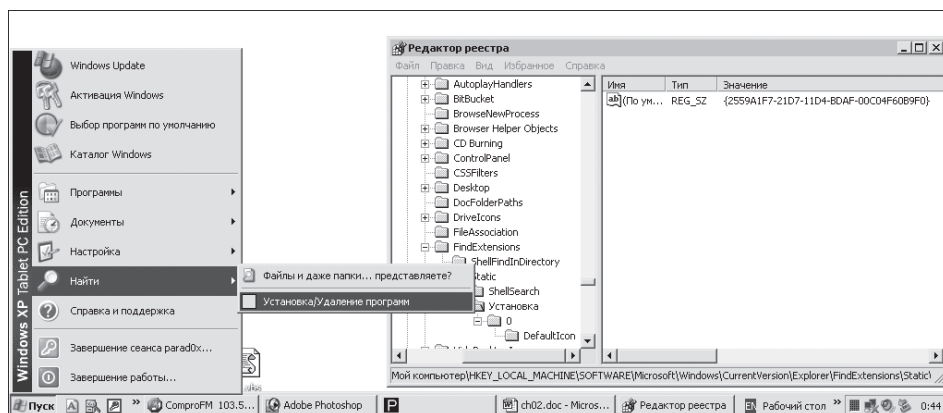 Windows XP Tablet PC Edition
Windows Update
Активация Windows
Выбор программ по умолчанию
Каталог Windows
Программы
Документы
Настройка
Найти
Справка и поддержка
Завершение сеанса parad0x...
Завершение работы...
Файлы и даже папки... представляете?
Установка/Удаление программ
Редактор реестра
Файл Правка Вид Избранное Справка
AutoplayHandlers
BitBucket
BrowseNewProcess
Browser Helper Objects
CD Burning
ControlPanel
CSSFilters
Desktop
DocFolderPaths
DriveIcons
FileAssociation
FindExtensions
ShellFindInDirectory
Static
ShellSearch
Установка
0
DefaultIcon
Имя Тип Значение
ab (По ум... REG_SZ {2559A1F7-21D7-11D4-BDAF-00C04F60B9F0}
Мой компьютер\HKEY_LOCAL_MACHINE\SOFTWARE\Microsoft\Windows\CurrentVersion\Explorer\FindExtensions\Static\
Пуск A P » ComproFM 103.5... Adobe Photoshop P ch02.doc - Micros... Редактор реестра EN Рабочий стол » 0:44